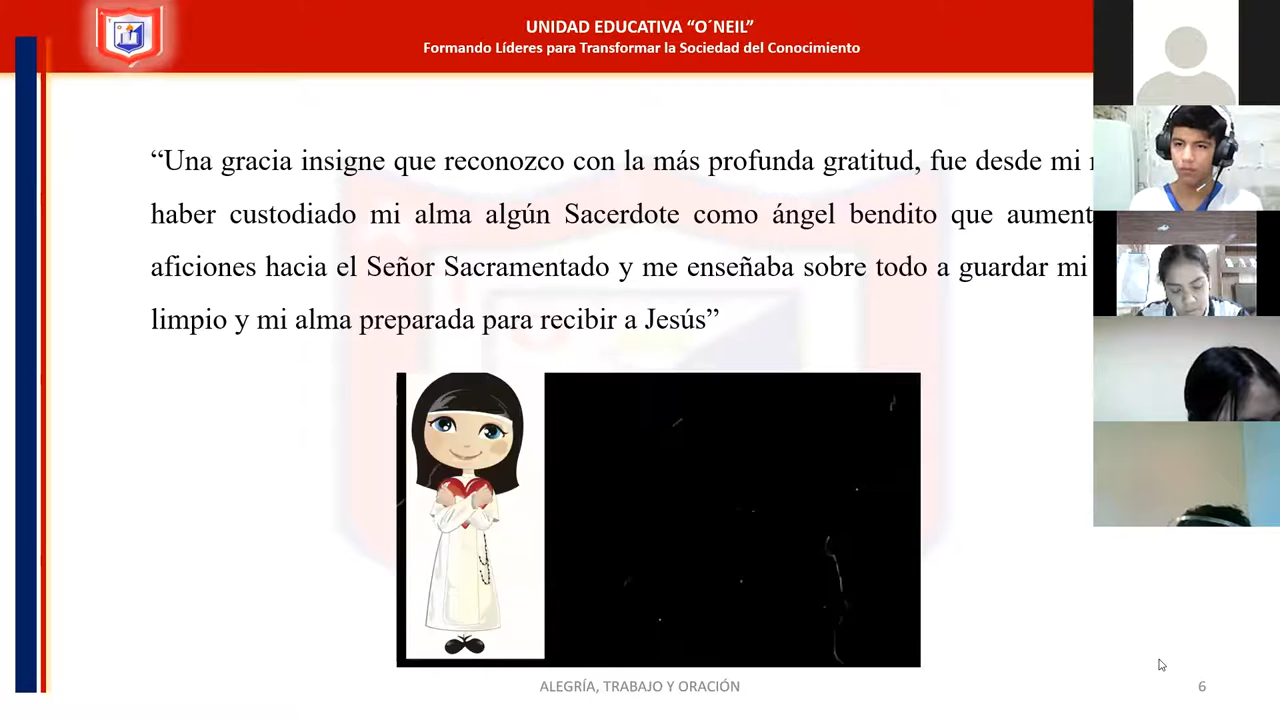 UNIDAD EDUCATIVA “O´NEIL”
Formando Líderes para Transformar la Sociedad del Conocimiento
“Una gracia insigne que reconozco con la más profunda gratitud, fue desde mi
haber custodiado mi alma algún Sacerdote como ángel bendito que aument
aficiones hacia el Señor Sacramentado y me enseñaba sobre todo a guardar mi
limpio y mi alma preparada para recibir a Jesús”
ALEGRÍA, TRABAJO Y ORACIÓN
6